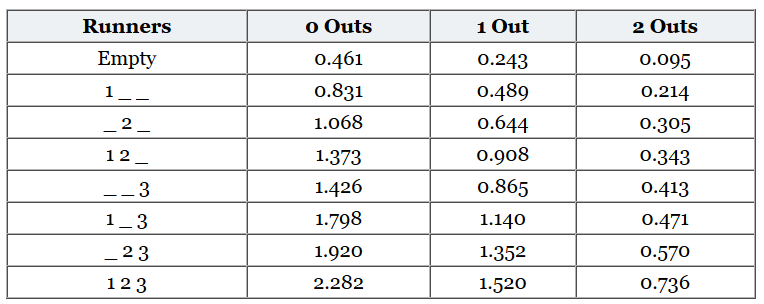 Runners 0 Outs 1 Out 2 Outs
Empty 0.461 0.243 0.095
1 _ _ 0.831 0.489 0.214
_ 2 _ 1.068 0.644 0.305
1 2 _ 1.373 0.908 0.343
_ _ 3 1.426 0.865 0.413
1 _ 3 1.798 1.140 0.471
_ 2 3 1.920 1.352 0.570
1 2 3 2.282 1.520 0.736